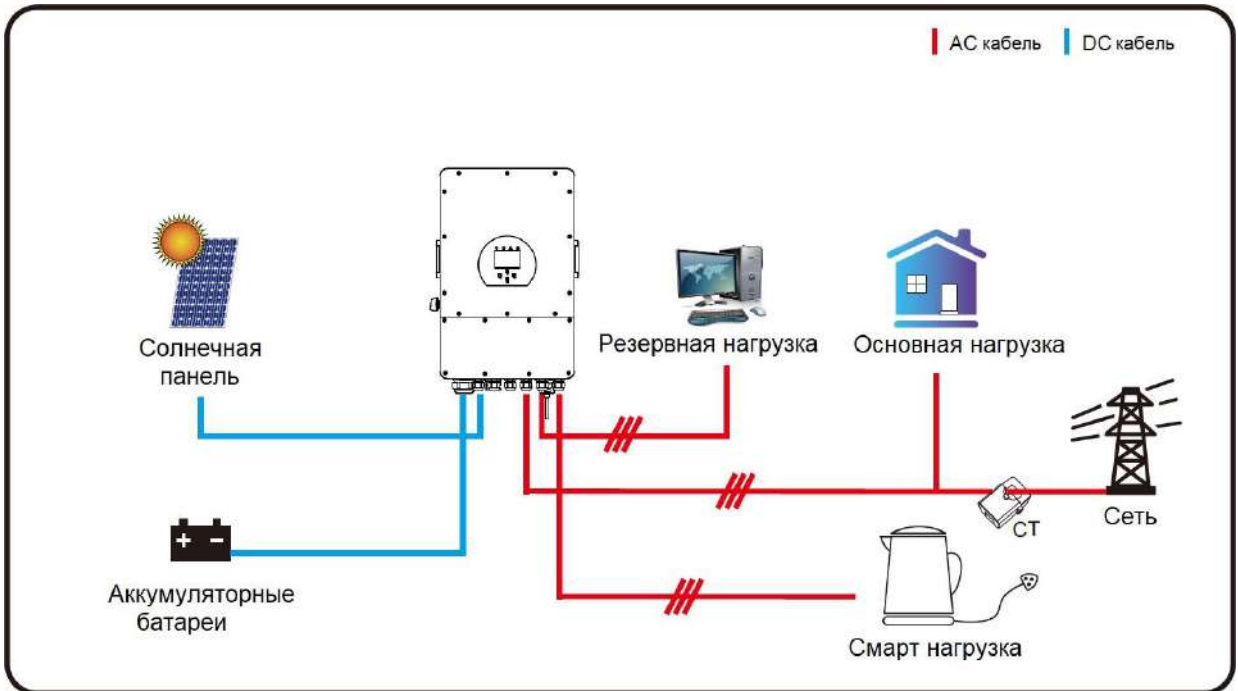 AC кабель
DC кабель
Солнечная
панель
Резервная нагрузка
Основная нагрузка
CT
Сеть
Аккумуляторные
батареи
Смарт нагрузка